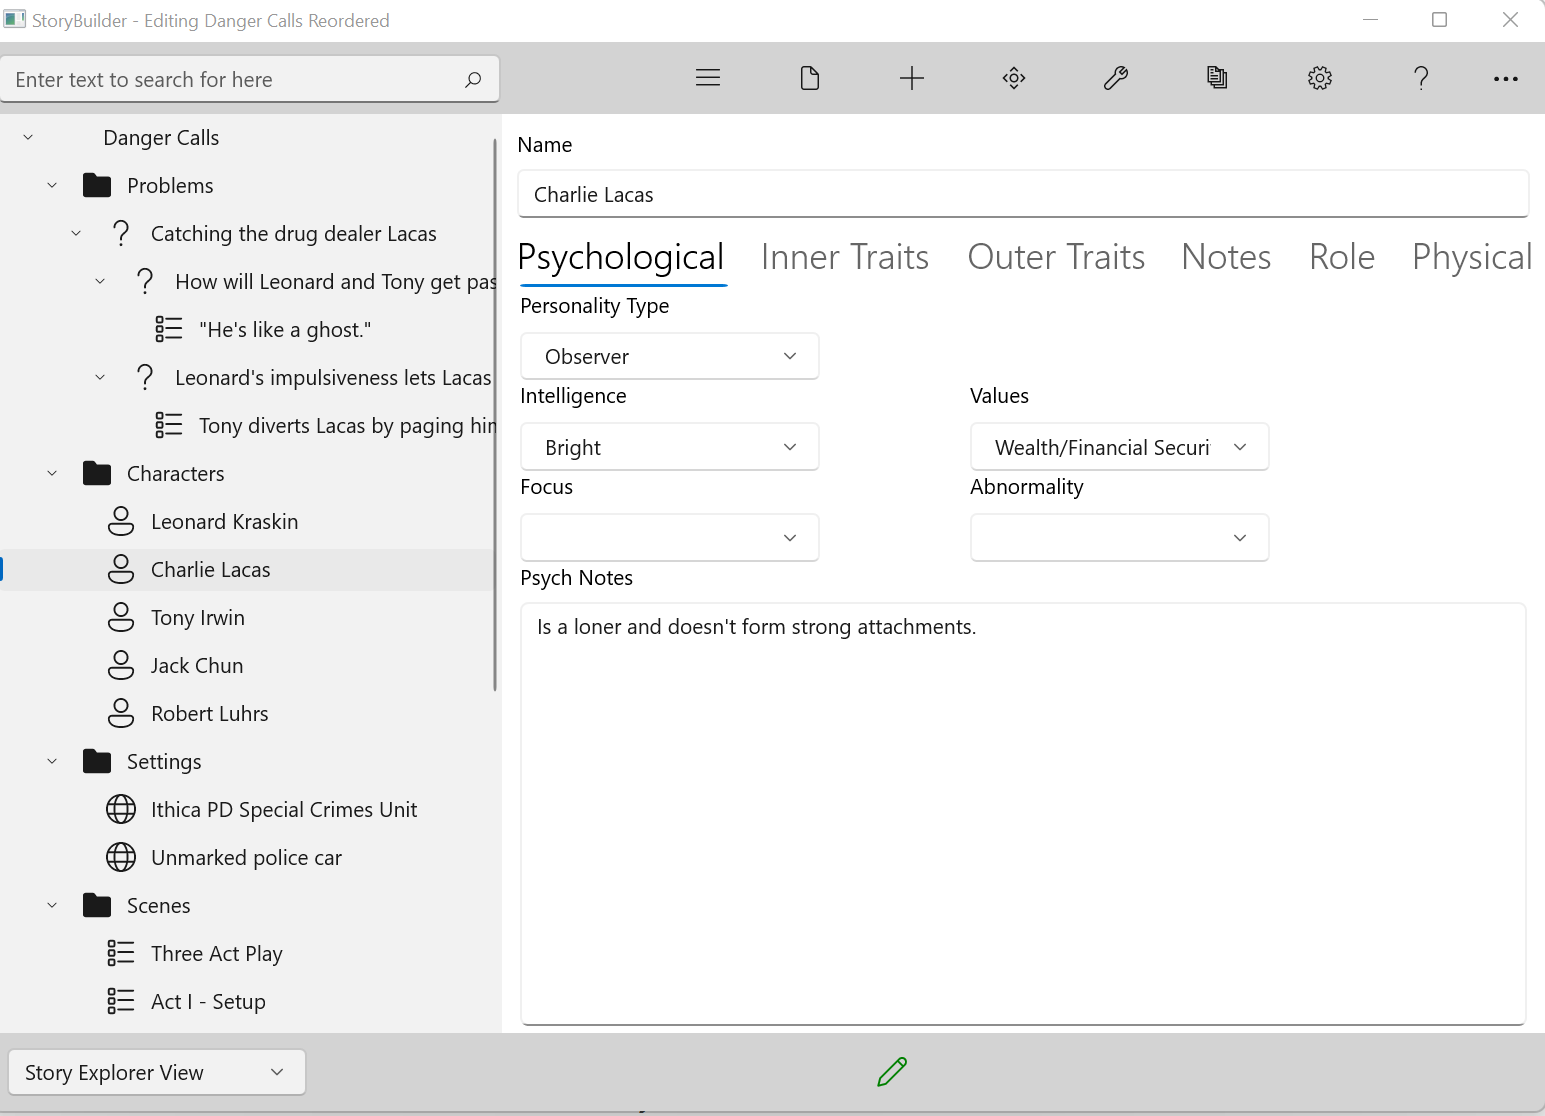 StoryBuilder - Editing Danger Calls Reordered
Enter text to search for here
Danger Calls
Problems
Catching the drug dealer Lacas
How will Leonard and Tony get pas
"He's like a ghost."
Leonard's impulsiveness lets Lacas
Tony diverts Lacas by paging hir
Characters
Leonard Kraskin
Charlie Lacas
Tony Irwin
Jack Chun
Robert Luhrs
Settings
Ithica PD Special Crimes Unit
Unmarked police car
Scenes
Three Act Play
Act I - Setup
Story Explorer View
Name
Charlie Lacas
Psychological Inner Traits Outer Traits Notes Role Physical
Personality Type
Observer
Intelligence Values
Bright Wealth/Financial Securi
Focus Abnormality
Psych Notes
Is a loner and doesn't form strong attachments.